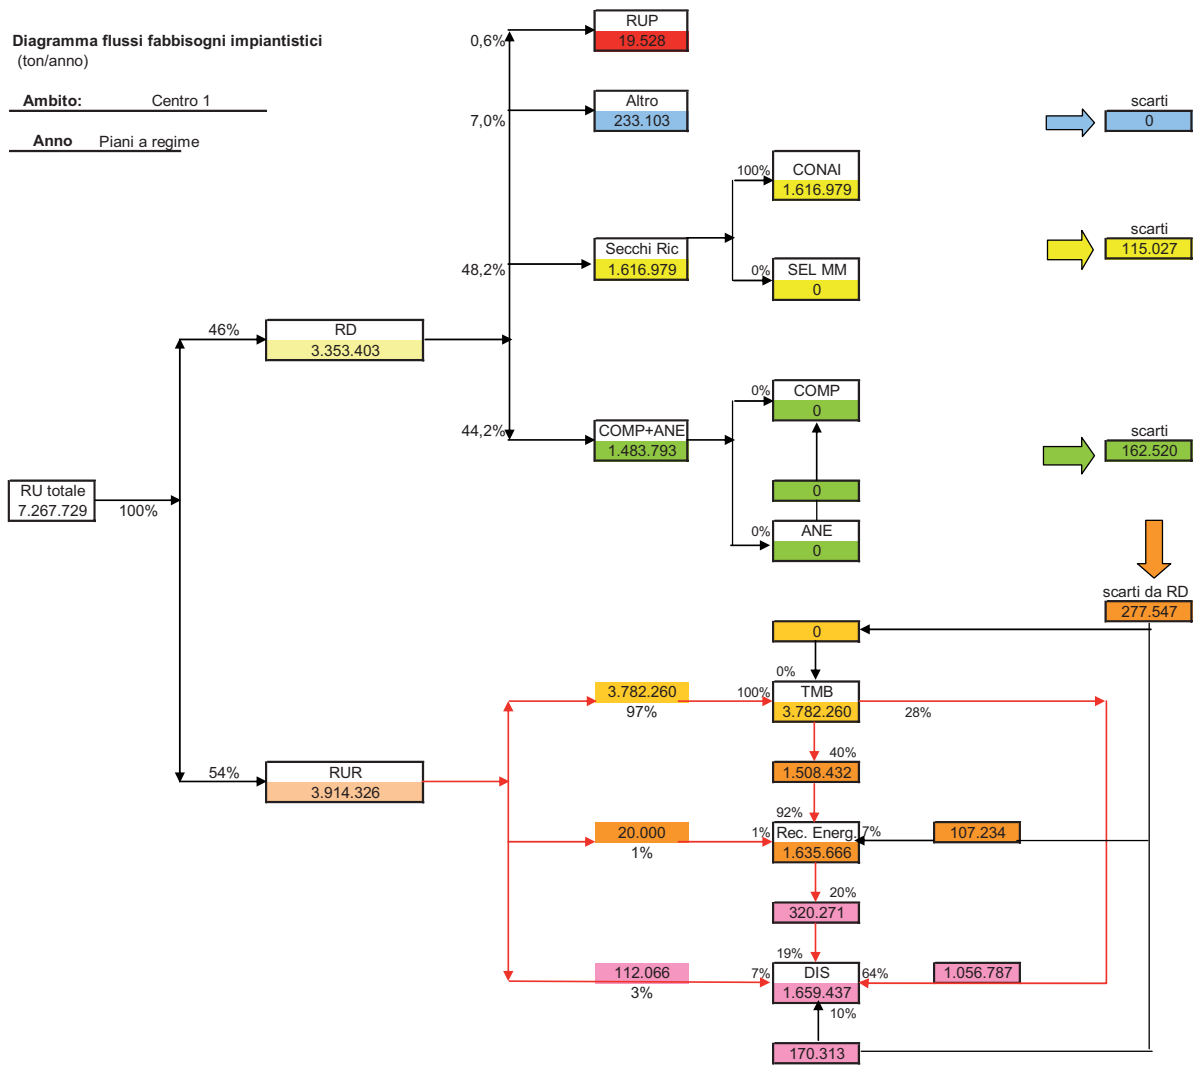 Diagramma flussi fabbisogni impiantistici
(ton/anno)
Ambito: Centro 1
Anno Piani a regime
0,6%
RUP
19.528
7,0%
Altro
233.103
scarti
0
100%
CONAI
1.616.979
48,2%
Secchi Ric
1.616.979
0%
SEL MM
0
scarti
115.027
46%
RD
3.353.403
44,2%
COMP+ANE
1.483.793
0%
COMP
0
0
0%
ANE
0
scarti
162.520
RU totale
7.267.729
100%
scarti da RD
277.547
0
0%
3.782.260
97%
100%
TMB
3.782.260
28%
40%
1.508.432
54%
RUR
3.914.326
92%
20.000
1%
1%
Rec. Energ.
1.635.666
7%
107.234
20%
320.271
19%
112.066
3%
7%
DIS
1.659.437
64%
1.056.787
10%
170.313